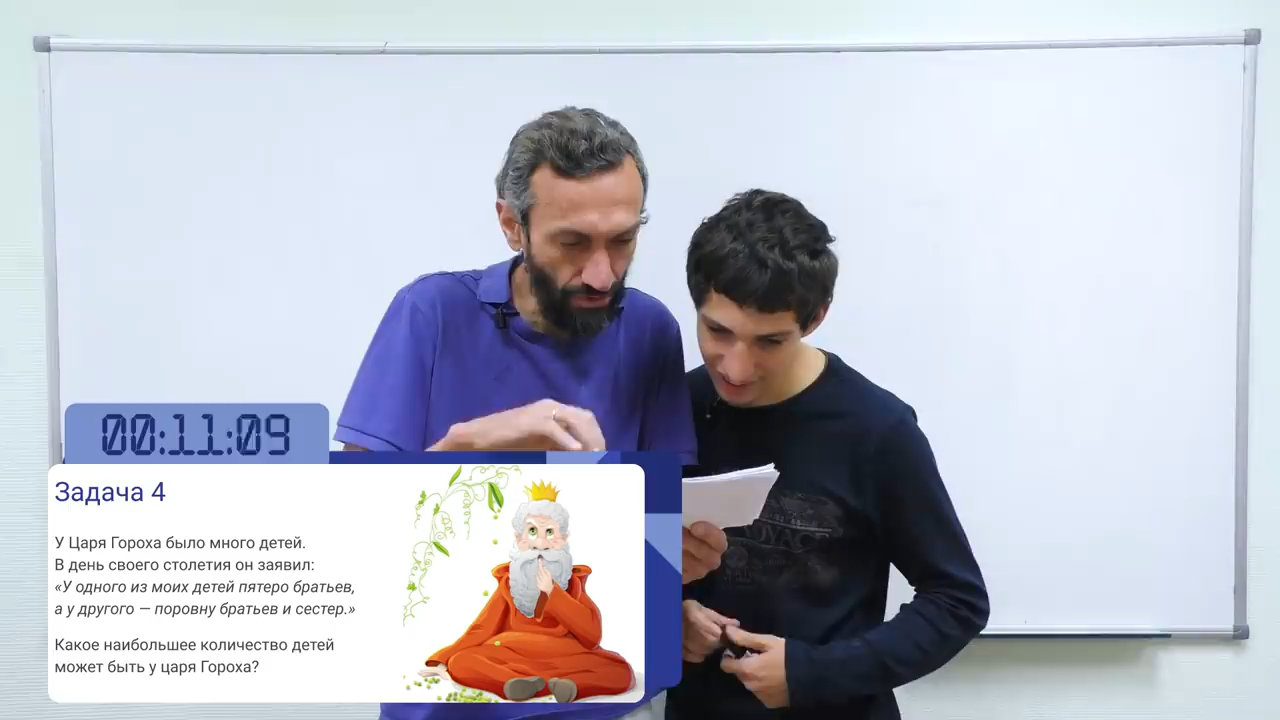 00:11:09
Задача 4
У Царя Гороха было много детей.
В день своего столетия он заявил:
«У одного из моих детей пятеро братьев,
а у другого — поровну братьев и сестер.»
Какое наибольшее количество детей
может быть у царя Гороха?